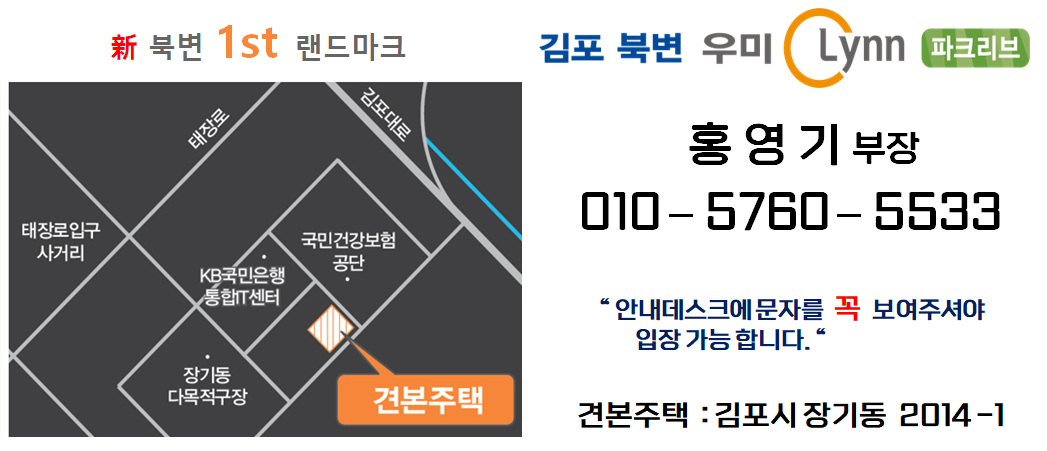 新 북변 1st 랜드마크
태장로
김포대로
태장로입구
사거리
국민건강보험
공단
KB국민은행
통합IT센터
장기동
다목적구장
견본주택
김포 북변 우미 Lynn 파크리브
홍영기 부장
010 – 5760 – 5533
“ 안내데스크에 문자를 꼭 보여주셔야
입장 가능 합니다. “
견본주택 : 김포시 장기동 2014 –1